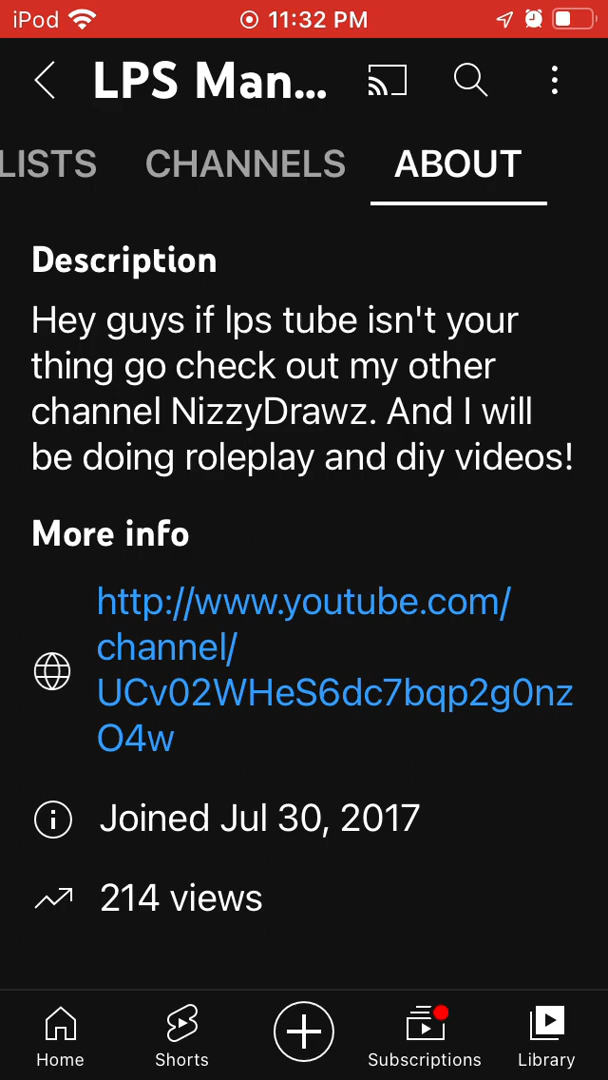 iPod 11:32 PM
LPS Man...
LISTS CHANNELS ABOUT
Description
Hey guys if lps tube isn't your
thing go check out my other
channel NizzyDrawz. And I will
be doing roleplay and diy videos!
More info
http://www.youtube.com/
channel/
UCv02WHeS6dc7bqp2g0nz
O4w
Joined Jul 30, 2017
214 views
Home Shorts Subscriptions Library